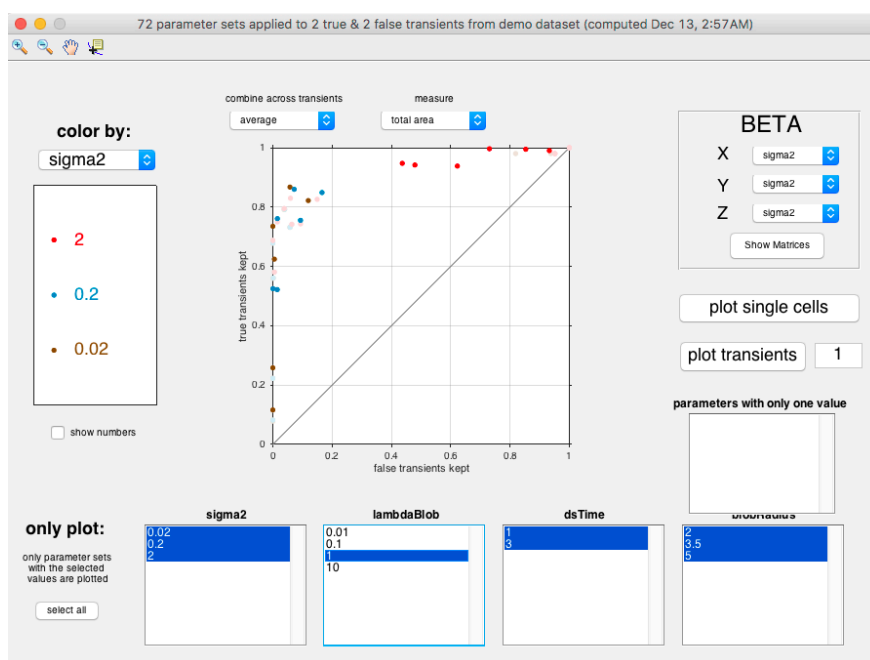 72 parameter sets applied to 2 true & 2 false transients from demo dataset (computed Dec 13, 2:57AM)
combine across transients
measure
average
total area
color by:
sigma2
2
0.2
0.02
show numbers
1
0.8
0.6
0.4
0.2
0
true transients kept
0
0.2
0.4
0.6
0.8
1
false transients kept
BETA
X
sigma2
Y
sigma2
Z
sigma2
Show Matrices
plot single cells
plot transients
1
parameters with only one value
only plot:
only parameter sets
with the selected
values are plotted
select all
sigma2
0.02
0.2
2
lambdaBlob
0.01
0.1
1
10
dsTime
1
3
blobRadius
2
3.5
5